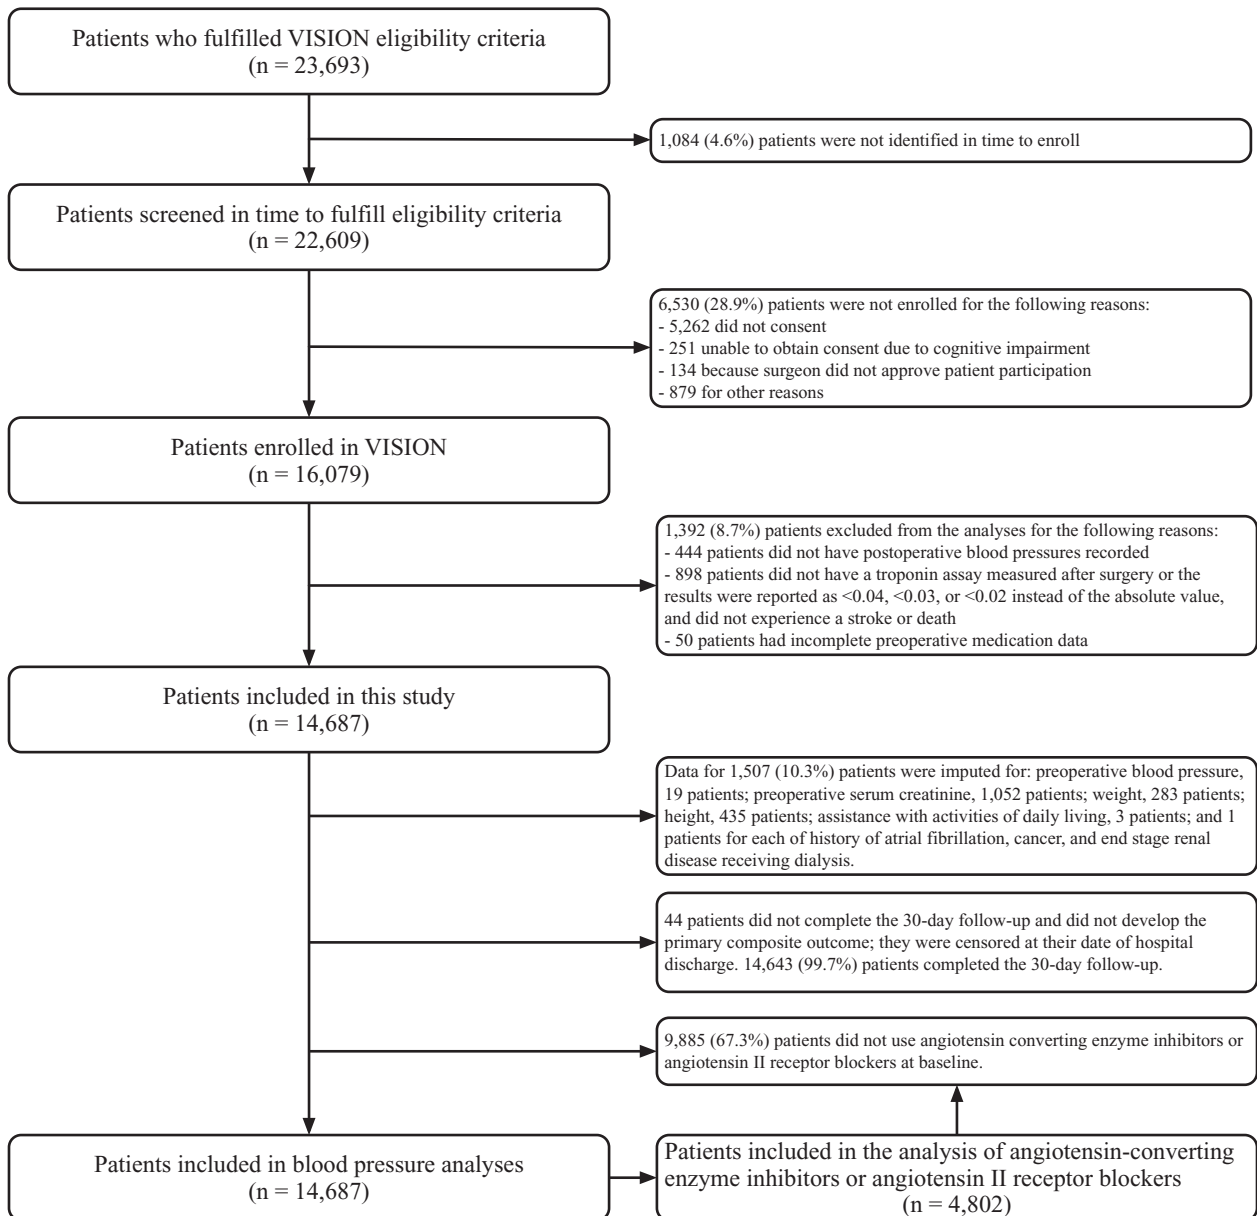 Patients who fulfilled VISION eligibility criteria
(n = 23,693)
1,084 (4.6%) patients were not identified in time to enroll
Patients screened in time to fulfill eligibility criteria
(n = 22,609)
6,530 (28.9%) patients were not enrolled for the following reasons:
- 5,262 did not consent
- 251 unable to obtain consent due to cognitive impairment
- 134 because surgeon did not approve patient participation
- 879 for other reasons
Patients enrolled in VISION
(n = 16,079)
1,392 (8.7%) patients excluded from the analyses for the following reasons:
- 444 patients did not have postoperative blood pressures recorded
- 898 patients did not have a troponin assay measured after surgery or the
results were reported as <0.04, <0.03, or <0.02 instead of the absolute value,
and did not experience a stroke or death
- 50 patients had incomplete preoperative medication data
Patients included in this study
(n = 14,687)
Data for 1,507 (10.3%) patients were imputed for: preoperative blood pressure,
19 patients; preoperative serum creatinine, 1,052 patients; weight, 283 patients;
height, 435 patients; assistance with activities of daily living, 3 patients; and 1
patients for each of history of atrial fibrillation, cancer, and end stage renal
disease receiving dialysis.
44 patients did not complete the 30-day follow-up and did not develop the
primary composite outcome; they were censored at their date of hospital
discharge. 14,643 (99.7%) patients completed the 30-day follow-up.
9,885 (67.3%) patients did not use angiotensin converting enzyme inhibitors or
angiotensin II receptor blockers at baseline.
Patients included in blood pressure analyses
(n = 14,687)
Patients included in the analysis of angiotensin-converting
enzyme inhibitors or angiotensin II receptor blockers
(n = 4,802)